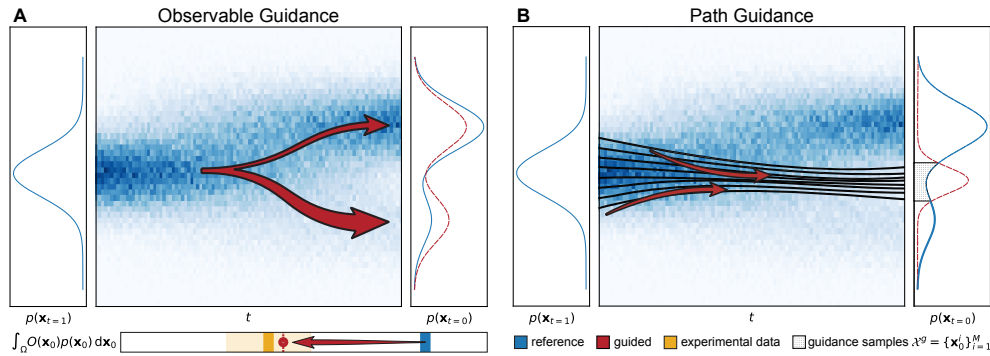 A Observable Guidance
p(x_{t=1}) t p(x_{t=0})
∫_Ω O(x_0)p(x_0) dx_0
B Path Guidance
p(x_{t=1}) t p(x_{t=0})
reference guided experimental data guidance samples 𝒳^g = {x_0^i}_{i=1}^M